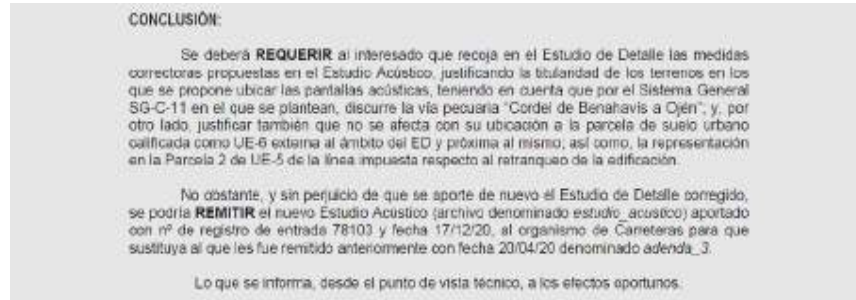 CONCLUSIÓN:
Se deberá REQUERIR al interesado que recoja en el Estudio de Detalle las medidas
correctoras propuestas en el Estudio Acústico, justificando la titularidad de los terrenos en los
que se propone ubicar las pantallas acústicas, teniendo en cuenta que por el Sistema General
SG-C-11 en el que se plantean, discurre la vía pecuaria "Cordel de Benahavís a Ojén"; y, por
otro lado, justificar también que no se afecta con su ubicación a la parcela de suelo urbano
calificada como UE-6 externa al ámbito del ED y próxima al mismo; así como, la representación
en la Parcela 2 de UE-5 de la línea impuesta respecto al retranqueo de la edificación.
No obstante, y sin perjuicio de que se aporte de nuevo el Estudio de Detalle corregido,
se podría REMITIR el nuevo Estudio Acústico (archivo denominado estudio_acustico) aportado
con nº de registro de entrada 78103 y fecha 17/12/20, al organismo de Carreteras para que
sustituya al que les fue remitido anteriormente con fecha 20/04/20 denominado adenda_3.
Lo que se informa, desde el punto de vista técnico, a los efectos oportunos.